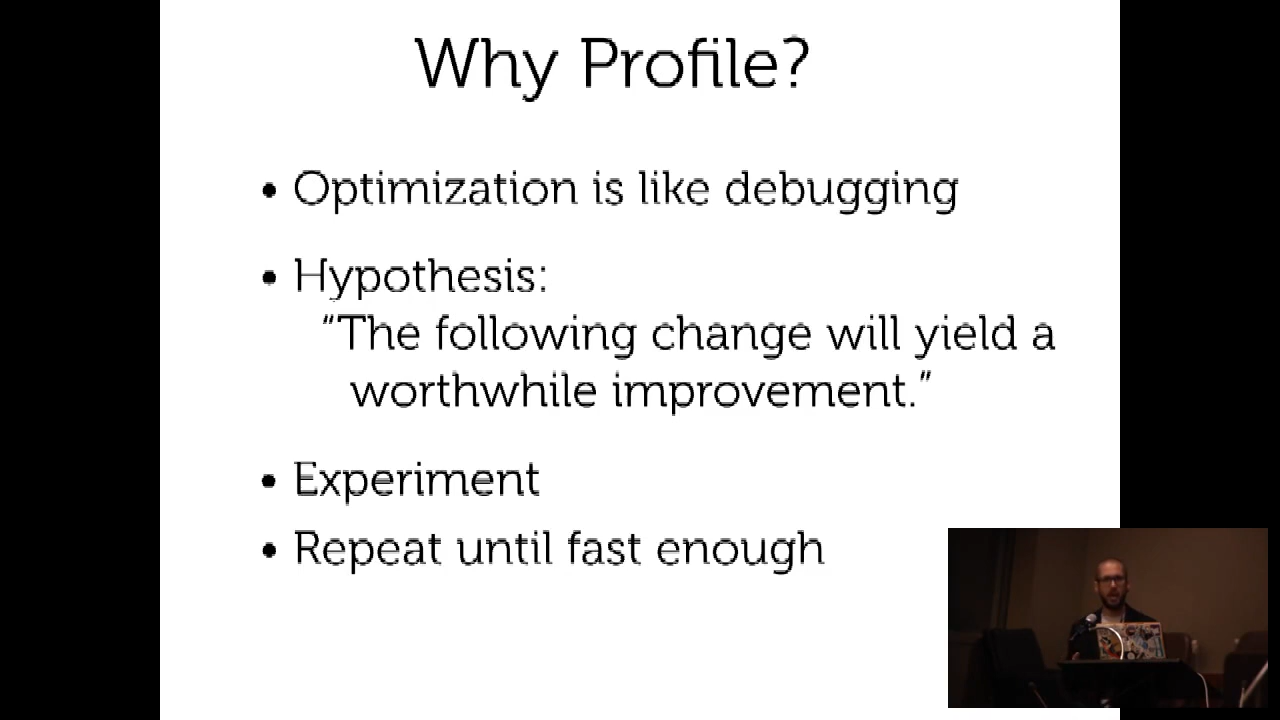 Why Profile?
• Optimization is like debugging
• Hypothesis:
“The following change will yield a
worthwhile improvement.”
• Experiment
• Repeat until fast enough